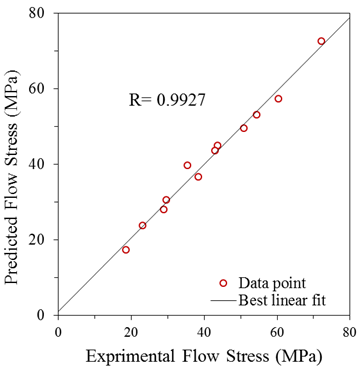 80
60
40
20
0
Predicted Flow Stress (MPa)
R= 0.9927
Data point
Best linear fit
0 20 40 60 80
Exprimental Flow Stress (MPa)